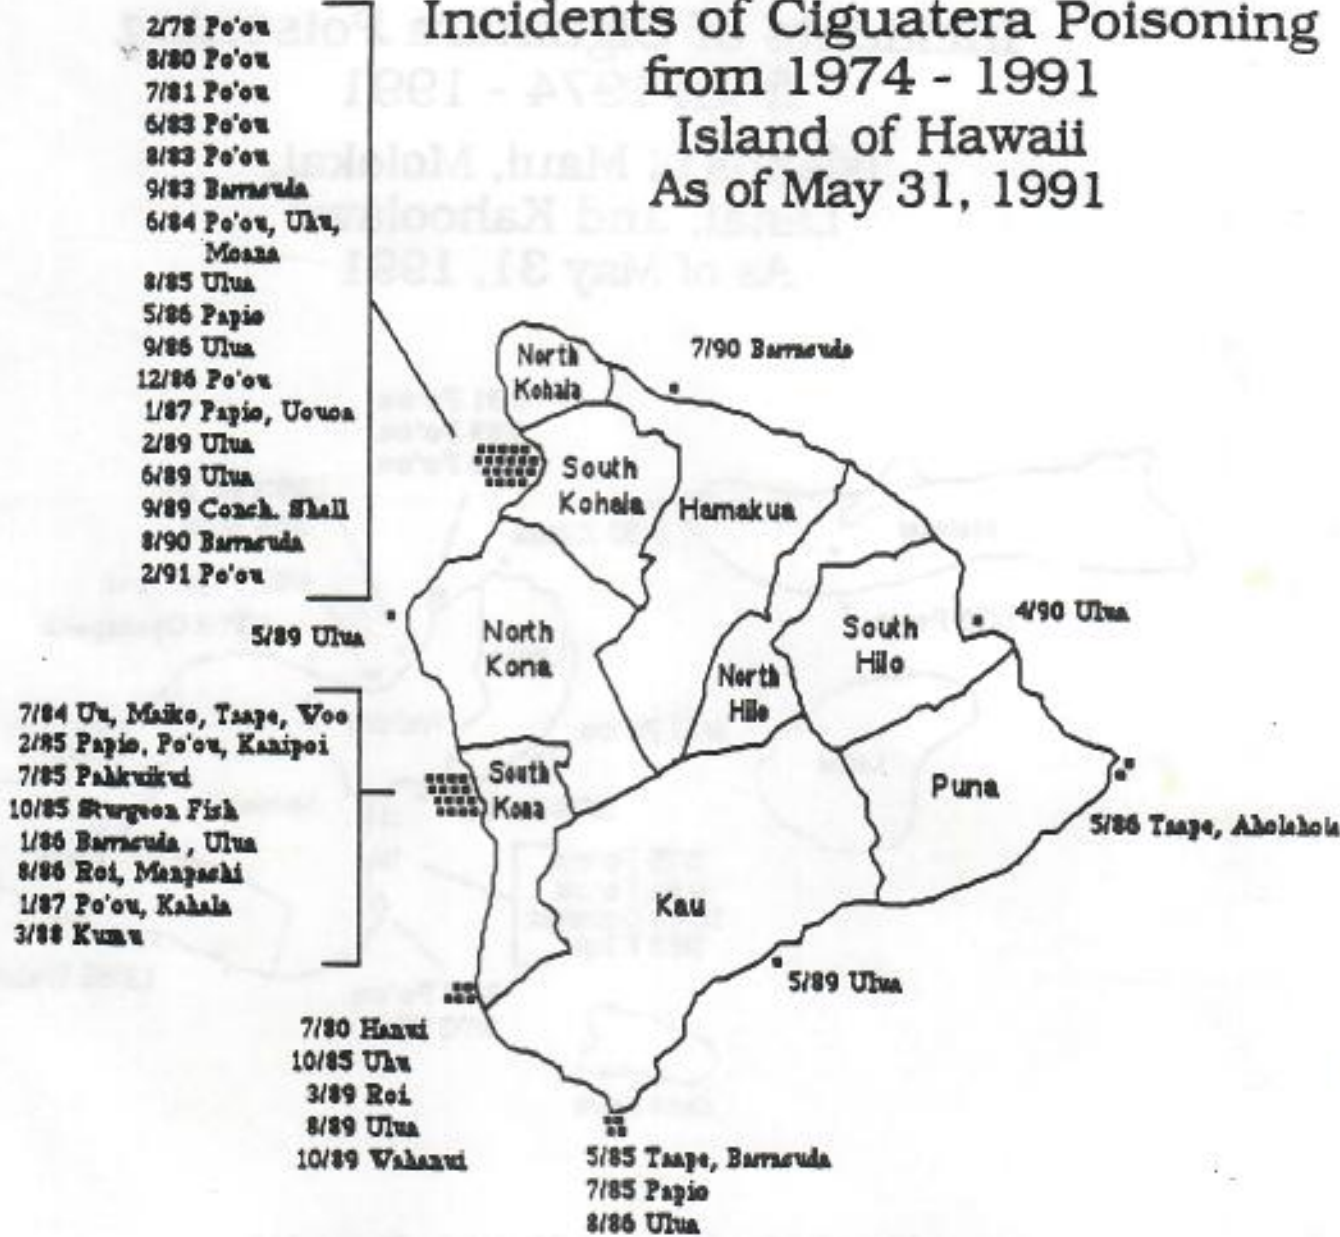 Incidents of Ciguatera Poisoning
from 1974 - 1991
Island of Hawaii
As of May 31, 1991
2/78 Po'ou
8/80 Po'ou
7/81 Po'ou
6/83 Po'ou
8/83 Po'ou
9/83 Barracuda
6/84 Po'ou, Uhu,
Moana
8/85 Ulua
5/86 Papio
9/86 Ulua
12/86 Po'ou
1/87 Papio, Uouoa
2/89 Ulua
6/89 Ulua
9/89 Conch. Shell
8/90 Barracuda
2/91 Po'ou
7/90 Barracuda
North
Kohala
South
Kohala
Hamakua
5/89 Ulua
North
Kona
South
Hilo
4/90 Ulua
North
Hilo
7/84 Uu, Maiko, Taape, Woo
2/85 Papio, Po'ou, Kanipoi
7/85 Pahkuikui
10/85 Sturgeon Fish
1/86 Barracuda, Ulua
8/86 Roi, Menpachi
1/87 Po'ou, Kahala
3/88 Kumu
South
Kona
Puna
5/86 Taape, Aholehole
Kau
5/89 Ulua
7/80 Hanui
10/85 Uhu
3/89 Roi
8/89 Ulua
10/89 Wahanui
5/85 Taape, Barracuda
7/85 Papio
8/86 Ulua